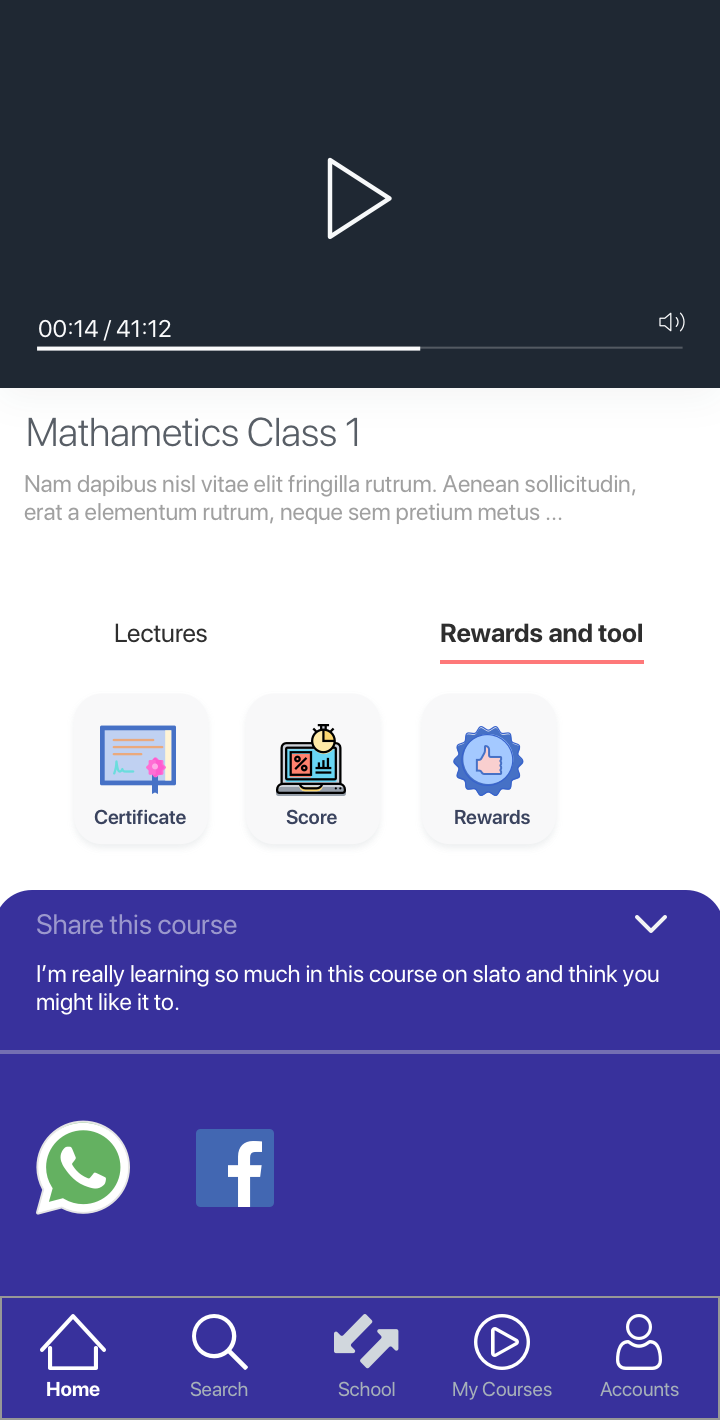 00:14 / 41:12
Mathametics Class 1
Nam dapibus nisl vitae elit fringilla rutrum. Aenean sollicitudin,
erat a elementum rutrum, neque sem pretium metus ...
Lectures
Rewards and tool
Certificate
Score
Rewards
Share this course
I’m really learning so much in this course on slato and think you
might like it to.
Home
Search
School
My Courses
Accounts